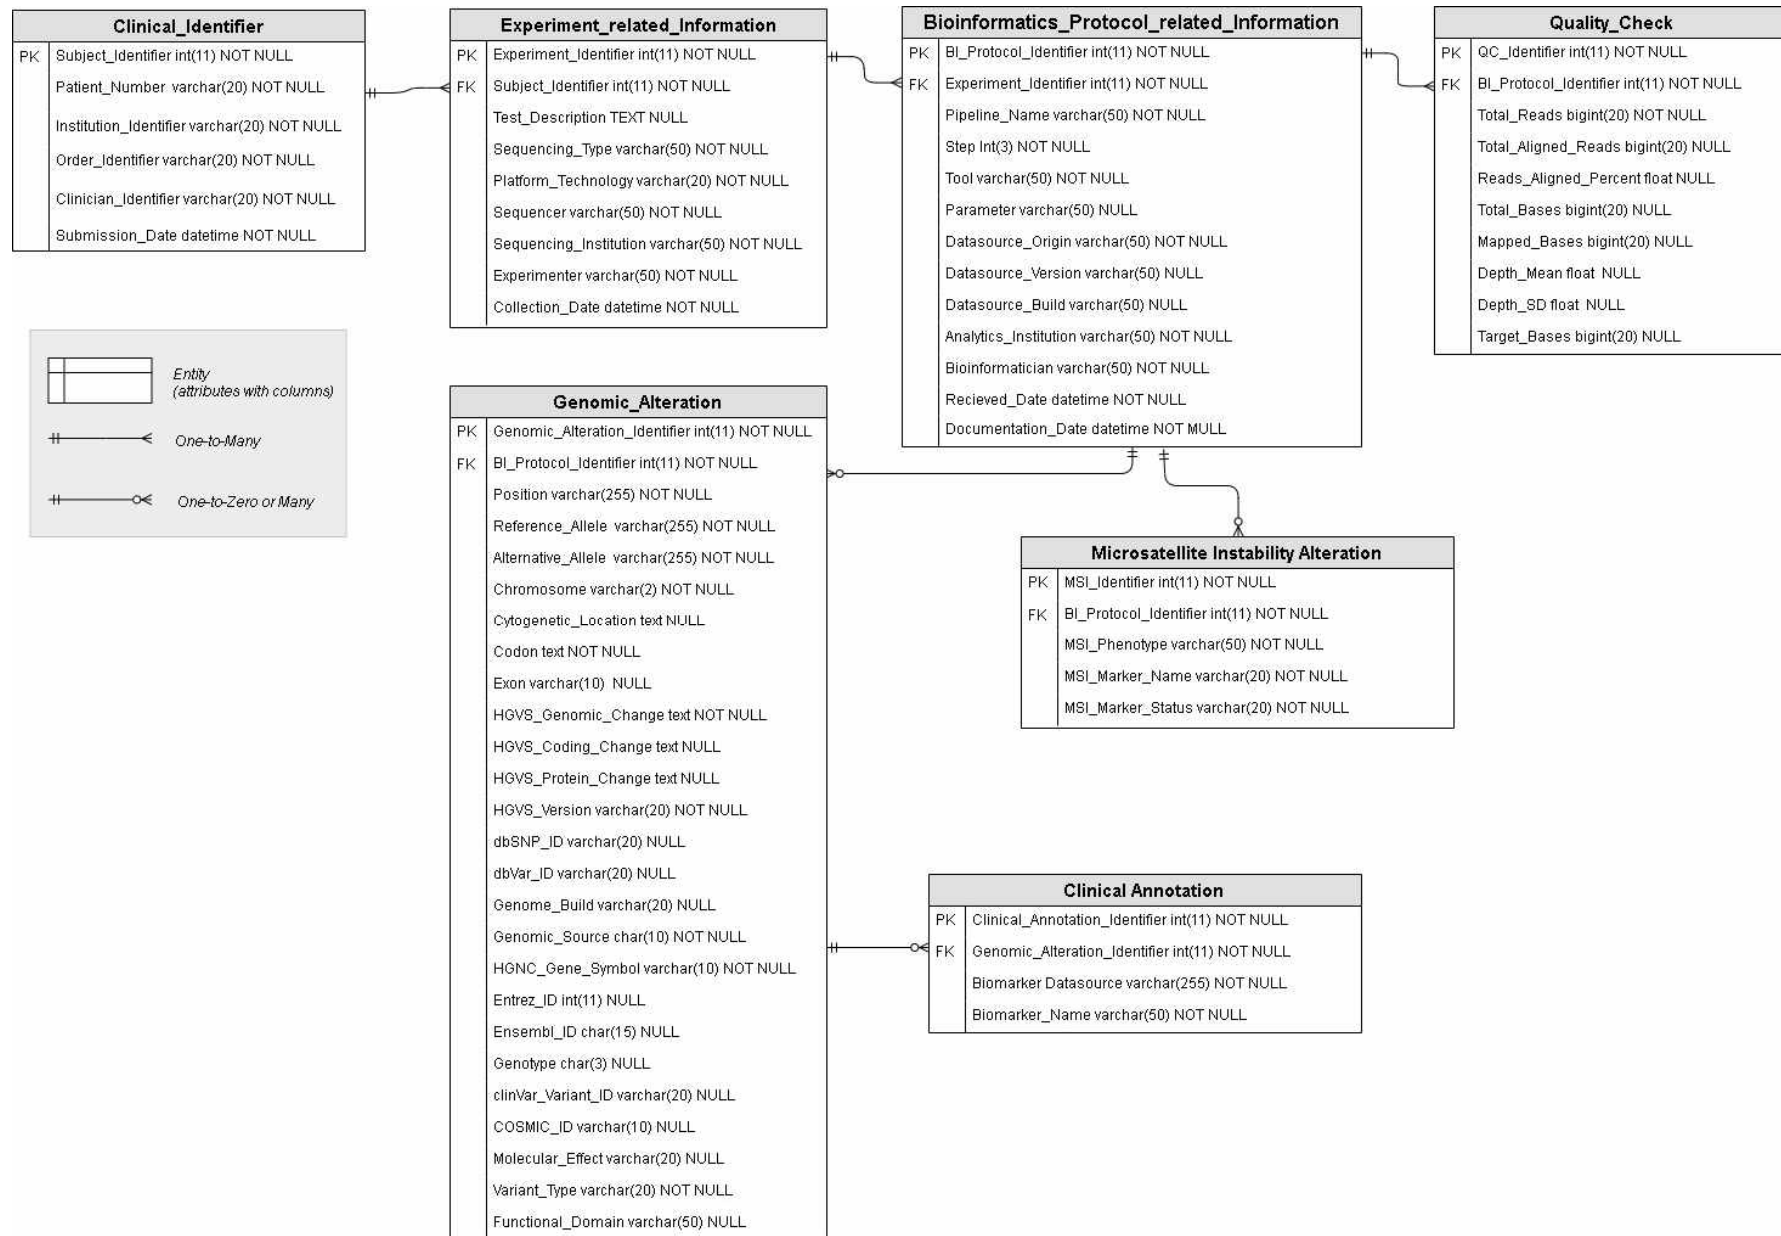 Clinical_Identifier
PK Subject_Identifier int(11) NOT NULL
Patient_Number varchar(20) NOT NULL
Institution_Identifier varchar(20) NOT NULL
Order_Identifier varchar(20) NOT NULL
Clinician_Identifier varchar(20) NOT NULL
Submission_Date datetime NOT NULL
Experiment_related_Information
PK Experiment_Identifier int(11) NOT NULL
FK Subject_Identifier int(11) NOT NULL
Test_Description TEXT NULL
Sequencing_Type varchar(50) NOT NULL
Platform_Technology varchar(20) NOT NULL
Sequencer varchar(50) NOT NULL
Sequencing_Institution varchar(50) NOT NULL
Experimenter varchar(50) NOT NULL
Collection_Date datetime NOT NULL
Bioinformatics_Protocol_related_Information
PK BI_Protocol_Identifier int(11) NOT NULL
FK Experiment_Identifier int(11) NOT NULL
Pipeline_Name varchar(50) NOT NULL
Step Int(3) NOT NULL
Tool varchar(50) NOT NULL
Parameter varchar(50) NULL
Datasource_Origin varchar(50) NOT NULL
Datasource_Version varchar(50) NULL
Datasource_Build varchar(50) NULL
Analytics_Institution varchar(50) NOT NULL
Bioinformatician varchar(50) NOT NULL
Recieved_Date datetime NOT NULL
Documentation_Date datetime NOT MULL
Quality_Check
PK QC_Identifier int(11) NOT NULL
FK BI_Protocol_Identifier int(11) NOT NULL
Total_Reads bigint(20) NOT NULL
Total_Aligned_Reads bigint(20) NULL
Reads_Aligned_Percent float NULL
Total_Bases bigint(20) NULL
Mapped_Bases bigint(20) NULL
Depth_Mean float NULL
Depth_SD float NULL
Target_Bases bigint(20) NULL
Entity
(attributes with columns)
One-to-Many
One-to-Zero or Many
Genomic_Alteration
PK Genomic_Alteration_Identifier int(11) NOT NULL
FK BI_Protocol_Identifier int(11) NOT NULL
Position varchar(255) NOT NULL
Reference_Allele varchar(255) NOT NULL
Alternative_Allele varchar(255) NOT NULL
Chromosome varchar(2) NOT NULL
Cytogenetic_Location text NULL
Codon text NOT NULL
Exon varchar(10) NULL
HGVS_Genomic_Change text NOT NULL
HGVS_Coding_Change text NULL
HGVS_Protein_Change text NULL
HGVS_Version varchar(20) NOT NULL
dbSNP_ID varchar(20) NULL
dbVar_ID varchar(20) NULL
Genome_Build varchar(20) NULL
Genomic_Source char(10) NOT NULL
HGNC_Gene_Symbol varchar(10) NOT NULL
Entrez_ID int(11) NULL
Ensembl_ID char(15) NULL
Genotype char(3) NULL
clinVar_Variant_ID varchar(20) NULL
COSMIC_ID varchar(10) NULL
Molecular_Effect varchar(20) NULL
Variant_Type varchar(20) NOT NULL
Functional_Domain varchar(50) NULL
Microsatellite Instability Alteration
PK MSI_Identifier int(11) NOT NULL
FK BI_Protocol_Identifier int(11) NOT NULL
MSI_Phenotype varchar(50) NOT NULL
MSI_Marker_Name varchar(20) NOT NULL
MSI_Marker_Status varchar(20) NOT NULL
Clinical Annotation
PK Clinical_Annotation_Identifier int(11) NOT NULL
FK Genomic_Alteration_Identifier int(11) NOT NULL
Biomarker Datasource varchar(255) NOT NULL
Biomarker_Name varchar(50) NOT NULL